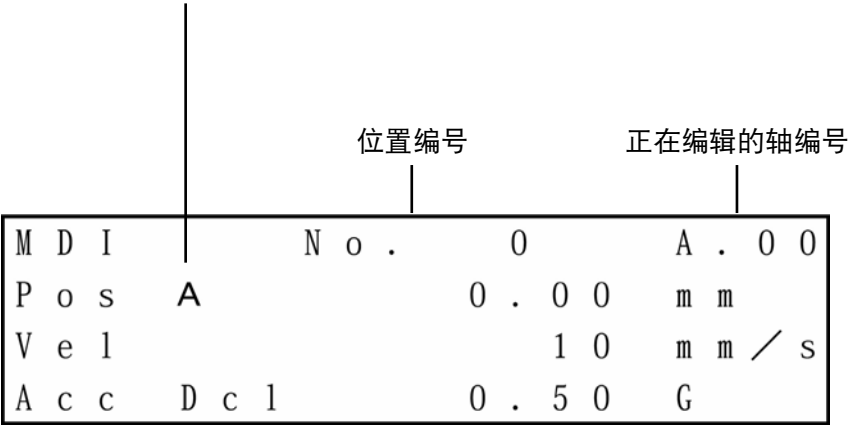 位置编号 正在编辑的轴编号
MDI No. 0 A.00
Pos A 0.00 mm
Vel 10 mm/s
Acc Dcl 0.50 G